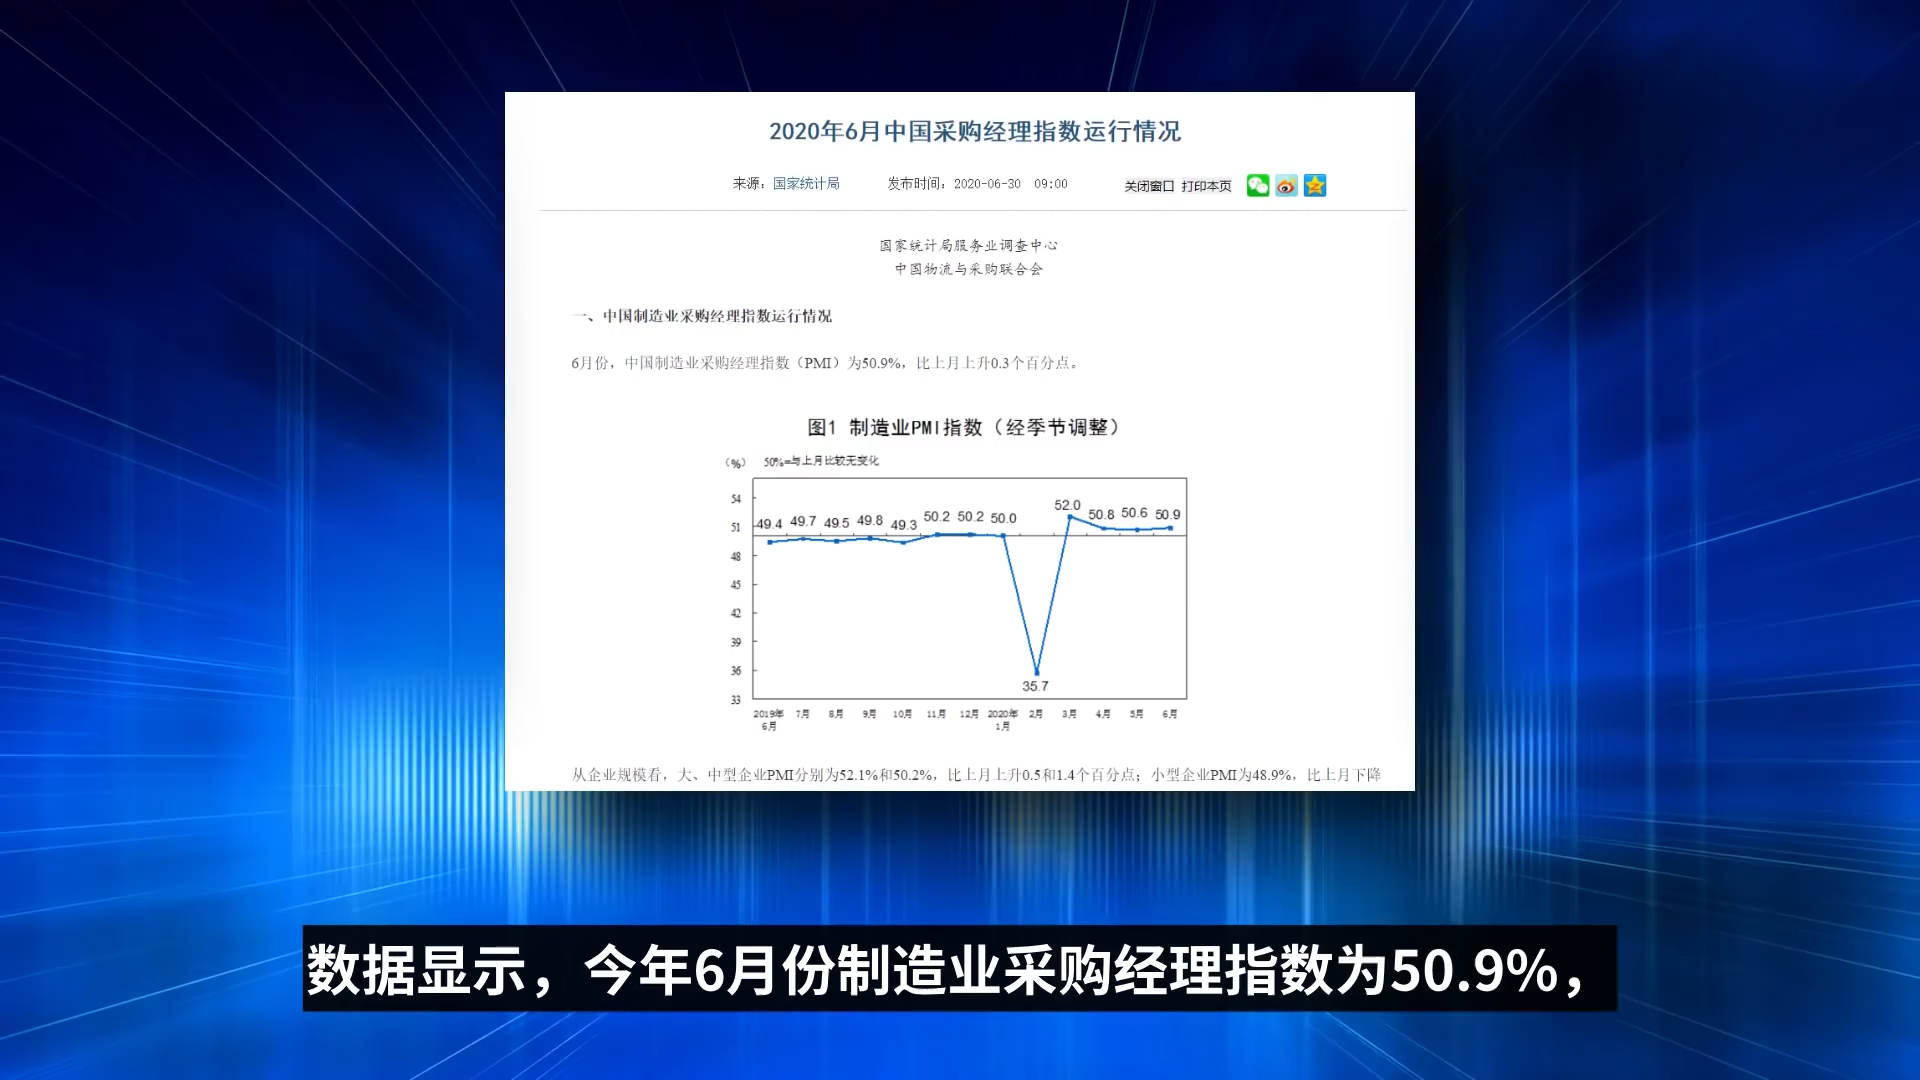 2020年6月中国采购经理指数运行情况
来源：国家统计局 发布时间：2020-06-30 09:00 关闭窗口 打印本页
国家统计局服务业调查中心
中国物流与采购联合会
一、中国制造业采购经理指数运行情况
6月份，中国制造业采购经理指数（PMI）为50.9%，比上月上升0.3个百分点。
图1 制造业PMI指数（经季节调整）
（%） 50%=与上月比较无变化
54
51
48
45
42
39
36
33
49.4 49.7 49.5 49.8 49.3 50.2 50.2 50.0 35.7 52.0 50.8 50.6 50.9
2019年 7月 8月 9月 10月 11月 12月 2020年 2月 3月 4月 5月 6月
6月 1月
从企业规模看，大、中型企业PMI分别为52.1%和50.2%，比上月上升0.5和1.4个百分点；小型企业PMI为48.9%，比上月下降
数据显示，今年6月份制造业采购经理指数为50.9%，